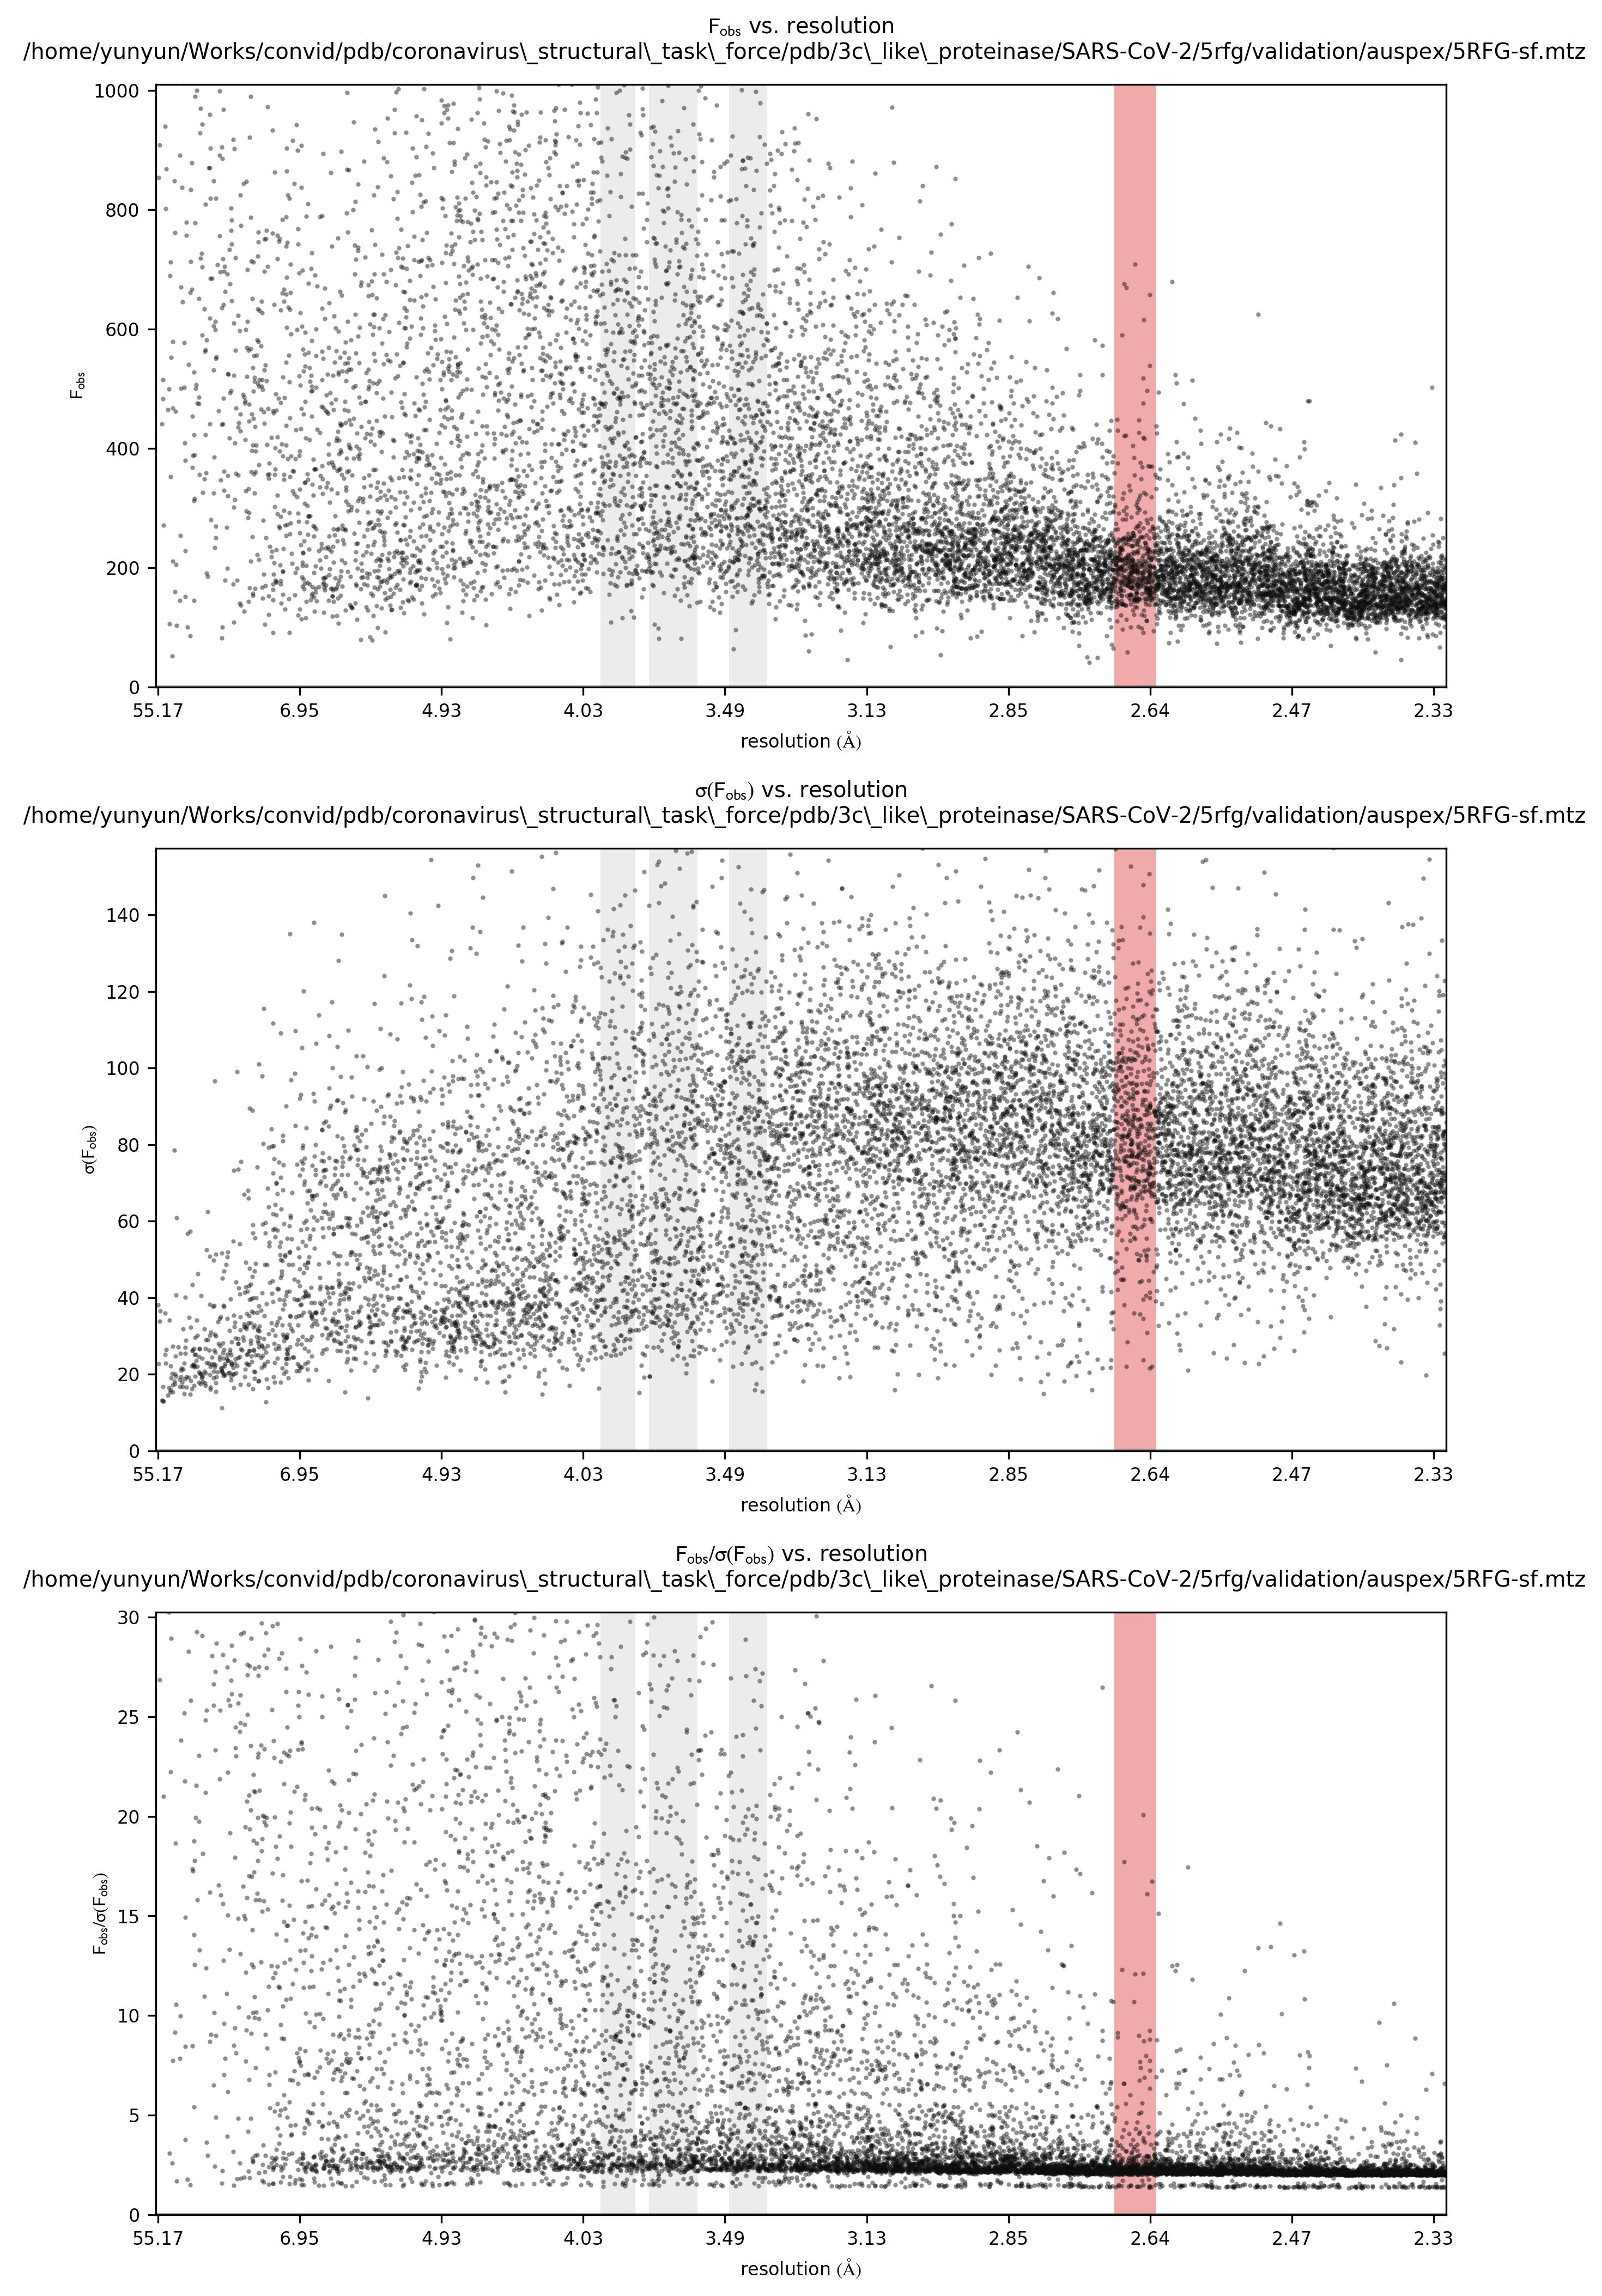 Fobs vs. resolution
/home/yunyun/Works/convid/pdb/coronavirus\_structural\_task\_force/pdb/3c\_like\_proteinase/SARS-CoV-2/5rfg/validation/auspex/5RFG-sf.mtz
1000
800
600
400
200
0
Fobs
55.17 6.95 4.93 4.03 3.49 3.13 2.85 2.64 2.47 2.33
resolution (Å)
σ(Fobs) vs. resolution
/home/yunyun/Works/convid/pdb/coronavirus\_structural\_task\_force/pdb/3c\_like\_proteinase/SARS-CoV-2/5rfg/validation/auspex/5RFG-sf.mtz
140
120
100
80
60
40
20
0
σ(Fobs)
55.17 6.95 4.93 4.03 3.49 3.13 2.85 2.64 2.47 2.33
resolution (Å)
Fobs/σ(Fobs) vs. resolution
/home/yunyun/Works/convid/pdb/coronavirus\_structural\_task\_force/pdb/3c\_like\_proteinase/SARS-CoV-2/5rfg/validation/auspex/5RFG-sf.mtz
30
25
20
15
10
5
0
Fobs/σ(Fobs)
55.17 6.95 4.93 4.03 3.49 3.13 2.85 2.64 2.47 2.33
resolution (Å)